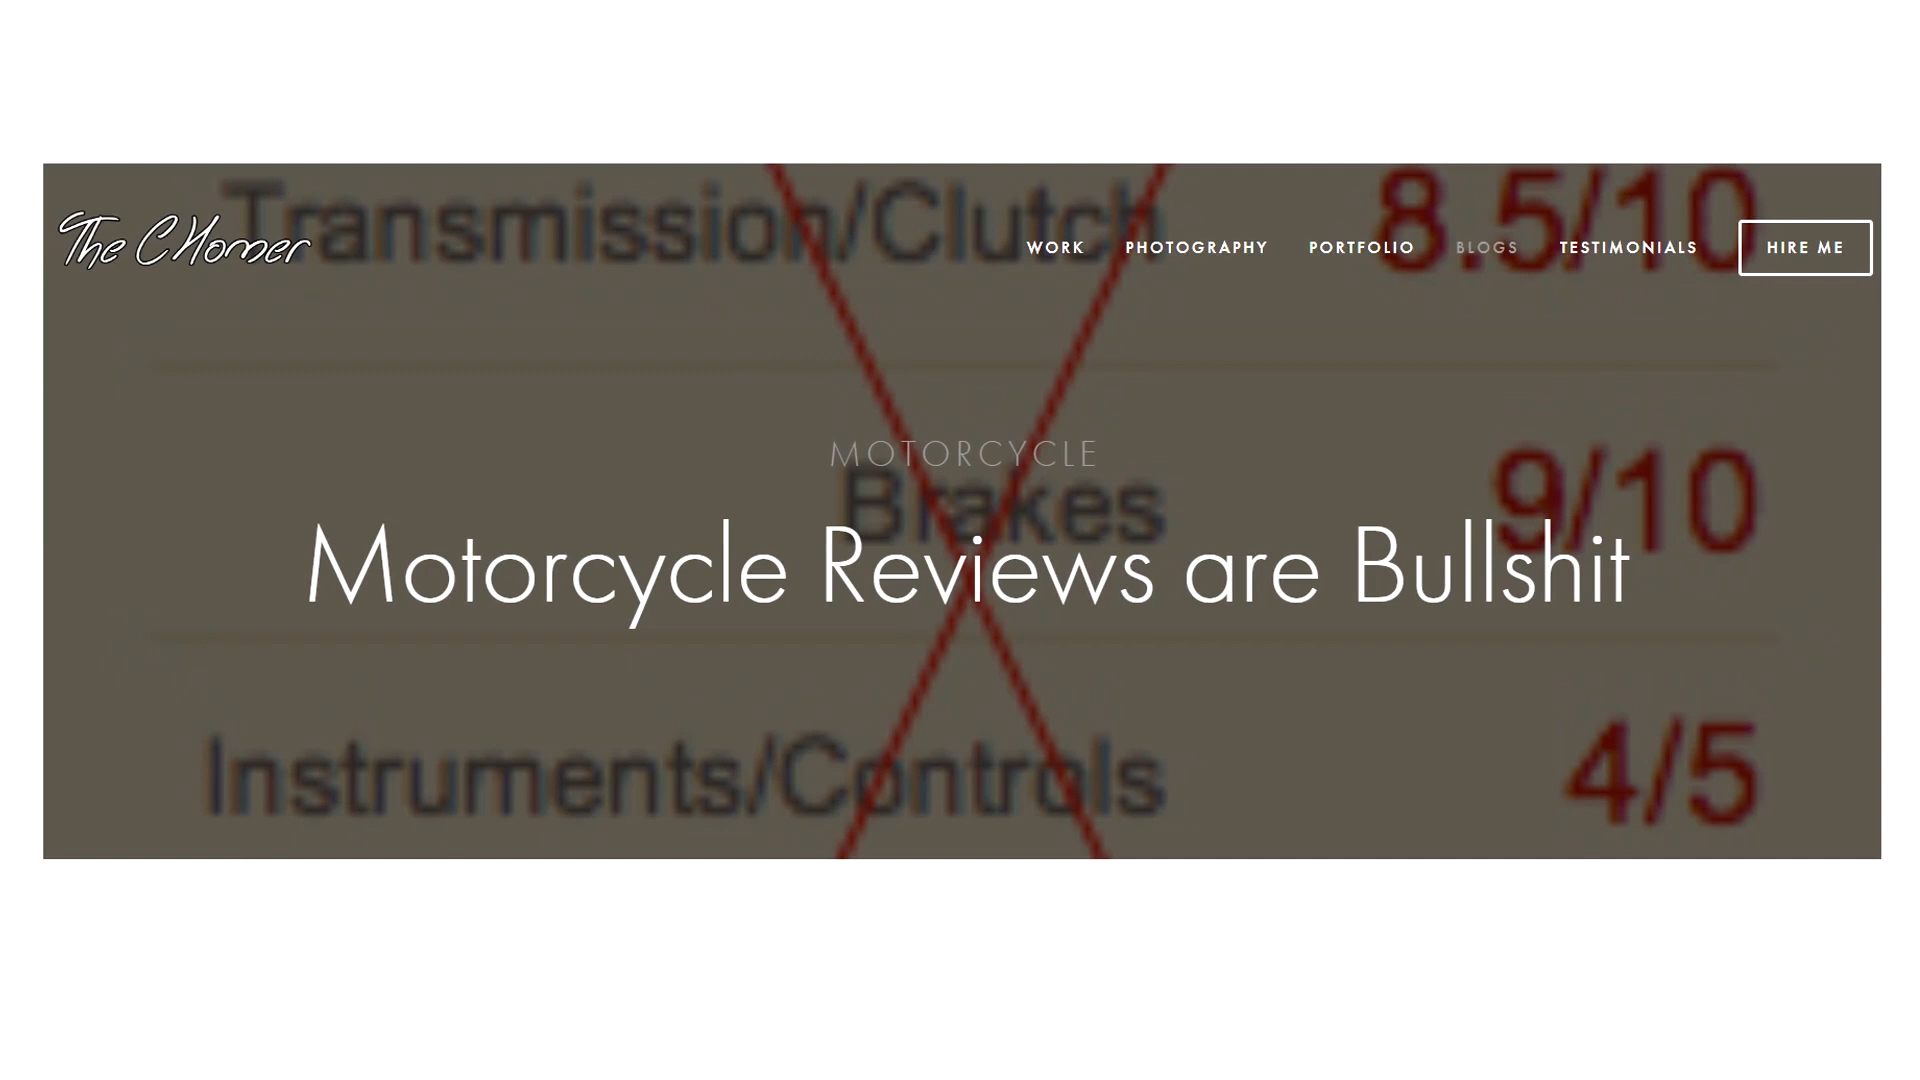 Transmission/Clutch 8.5/10
The CHomer
WORK PHOTOGRAPHY PORTFOLIO BLOGS TESTIMONIALS HIRE ME
MOTORCYCLE
Brakes 9/10
Motorcycle Reviews are Bullshit
Instruments/Controls 4/5